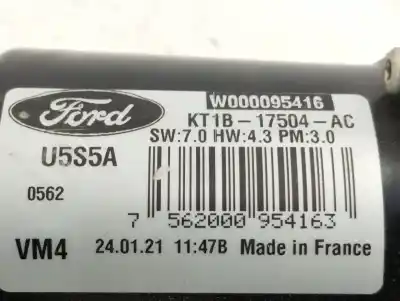 Ford
W000095416
KT1B-17504-AC
SW:7.0 HW:4.3 PM:3.0
U5S5A
0562
7 562000 954163
VM4 24.01.21 11:47B Made in France